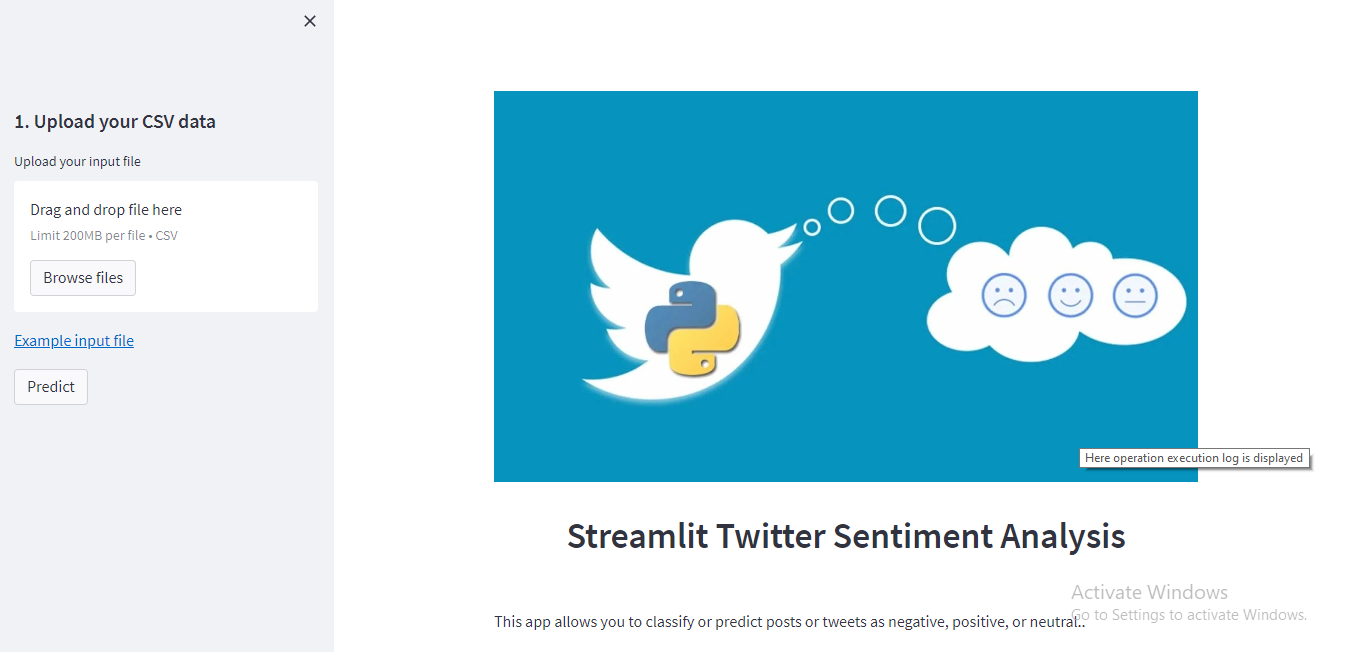 1. Upload your CSV data
Upload your input file
Drag and drop file here
Limit 200MB per file • CSV
Browse files
Example input file
Predict
Here operation execution log is displayed
Streamlit Twitter Sentiment Analysis
Activate Windows
Go to Settings to activate Windows.
This app allows you to classify or predict posts or tweets as negative, positive, or neutral..